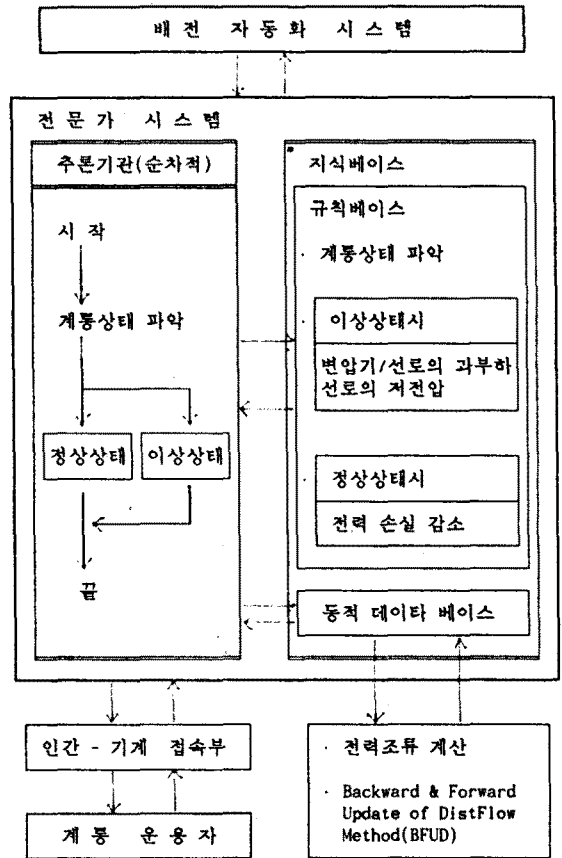 배전 자동화 시스템
전문가 시스템
추론기관(순차적)
시 작
계통상태 파악
정상상태
이상상태
끝
지식베이스
규칙베이스
· 계통상태 파악
이상상태시
변압기/선로의 과부하
선로의 저전압
정상상태시
전력 손실 감소
동적 데이타 베이스
인간 - 기계 접속부
계 통 운 용 자
· 전력조류 계산
· Backward & Forward
Update of DistFlow
Method(BFUD)